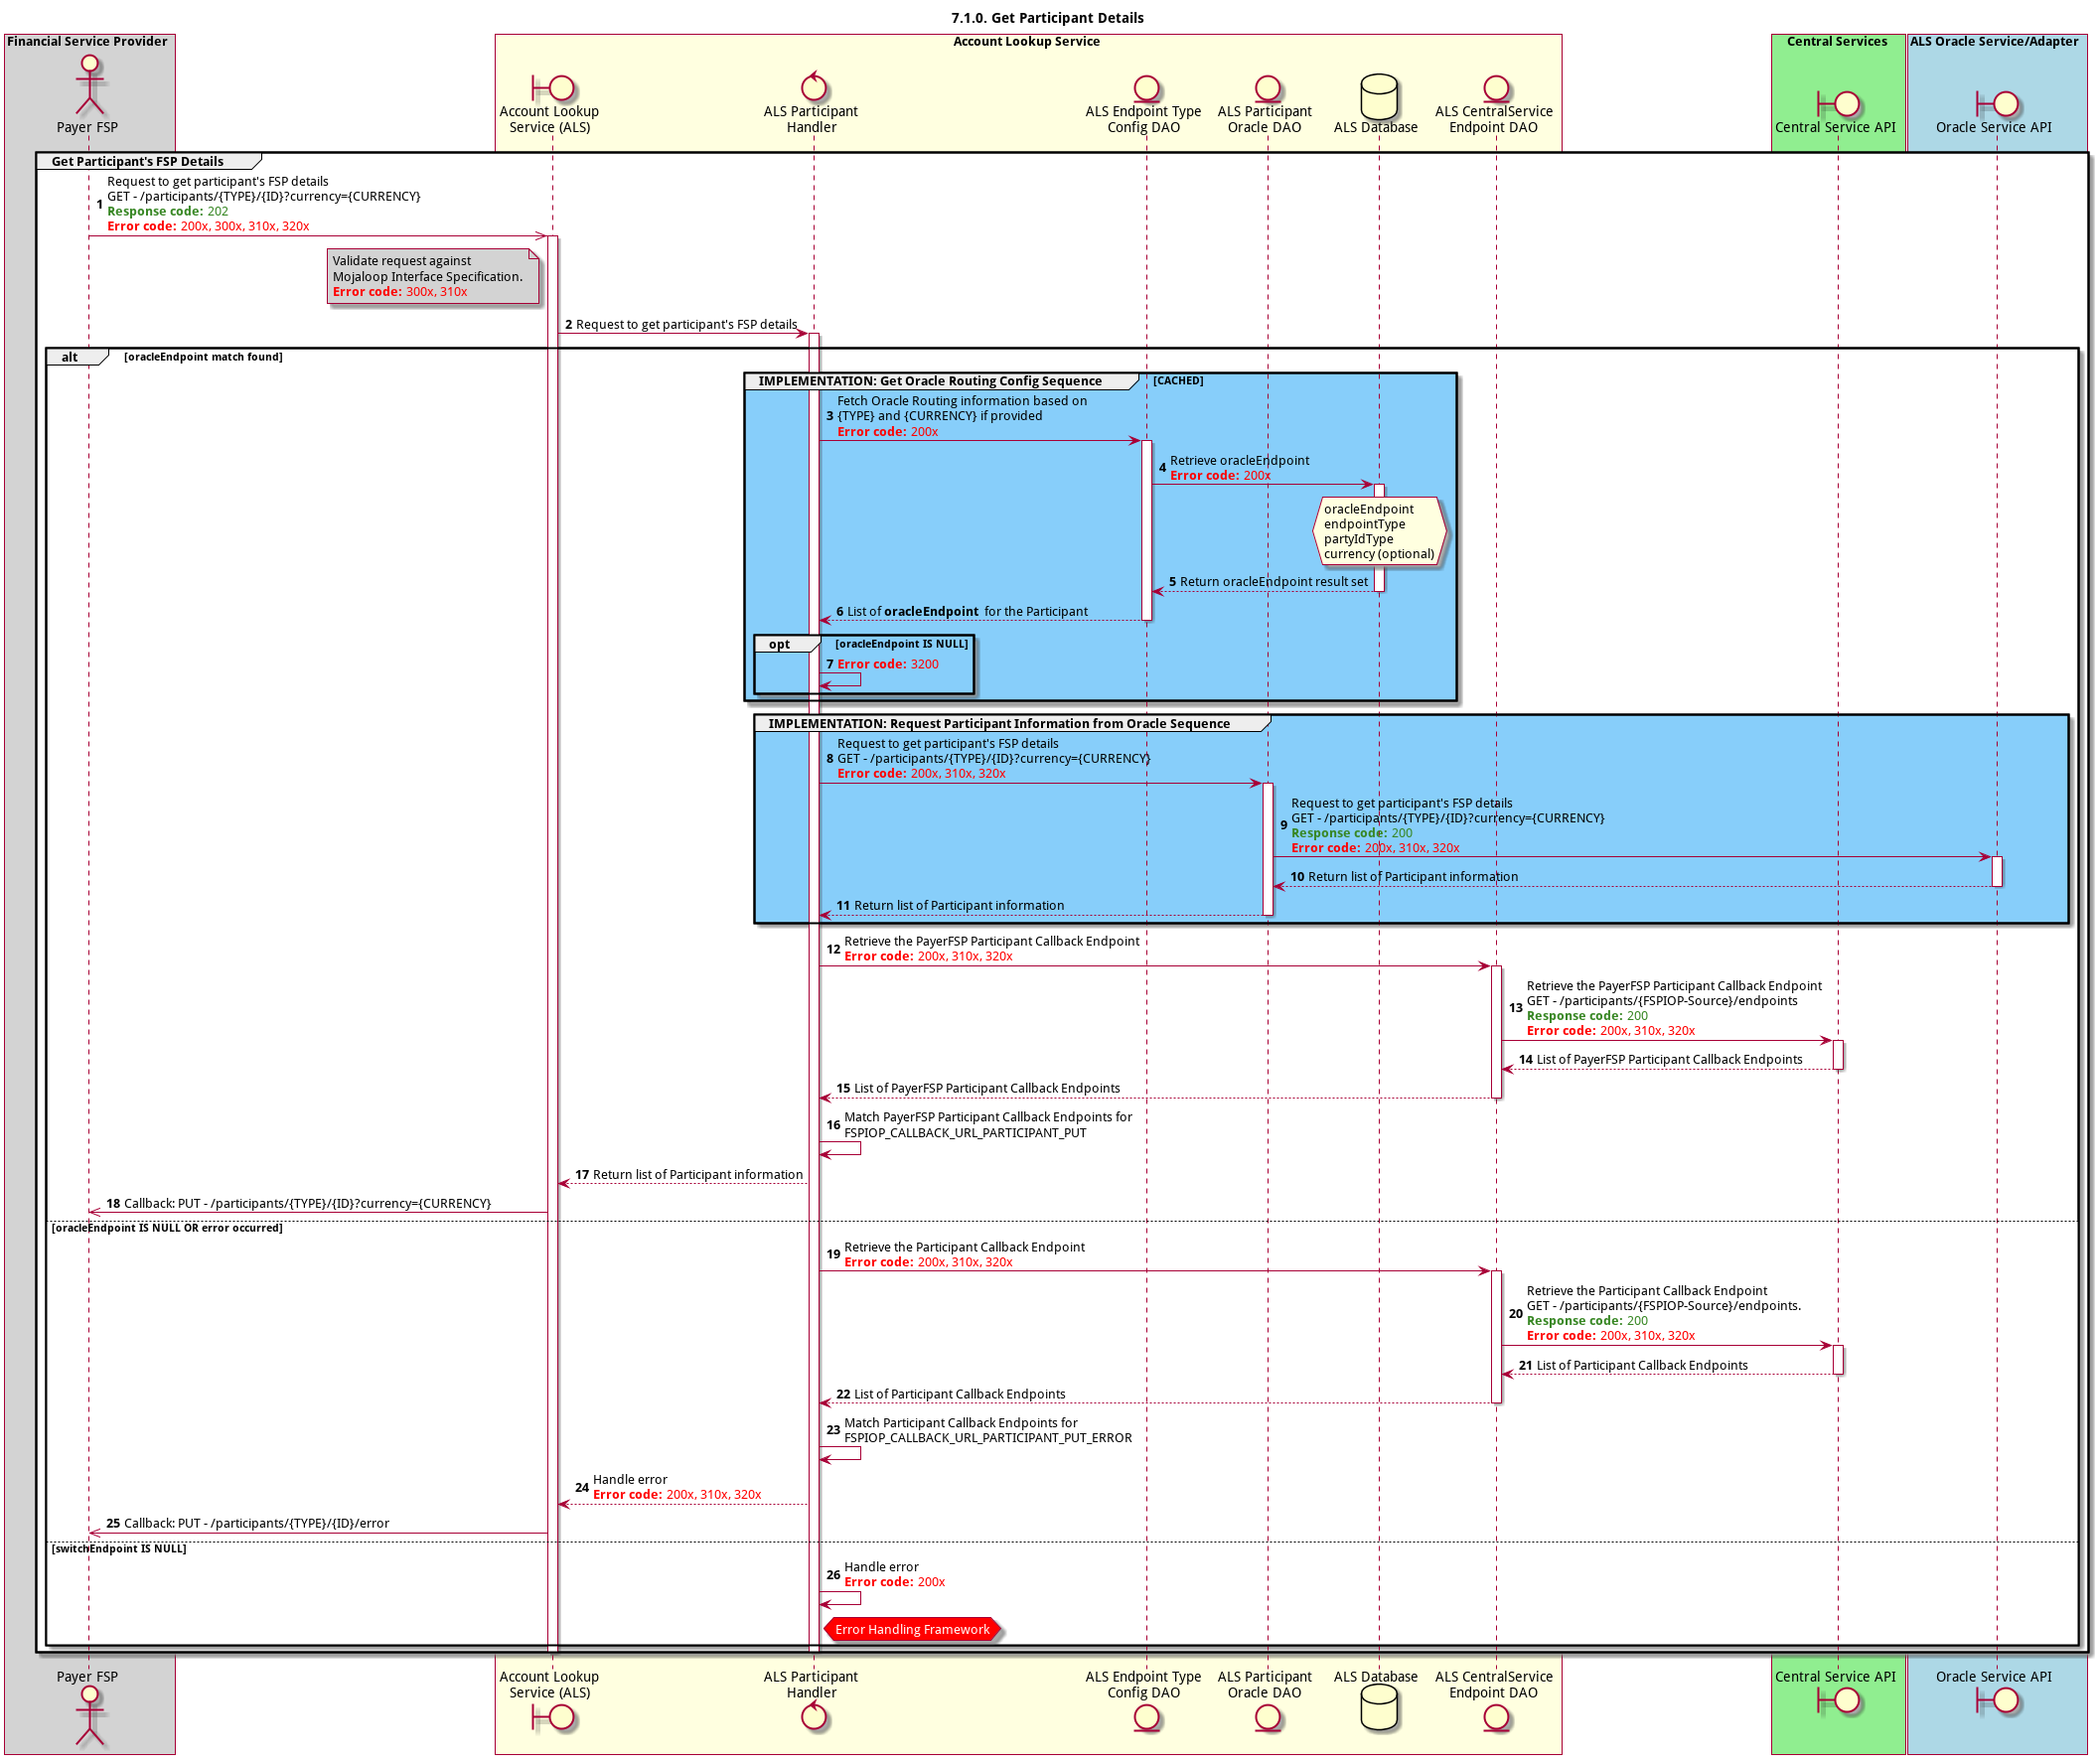 7.1.0. Get Participant Details
Financial Service Provider
Account Lookup Service
Central Services
ALS Oracle Service/Adapter
Payer FSP
Account Lookup
Service (ALS)
ALS Participant
Handler
ALS Endpoint Type
Config DAO
ALS Participant
Oracle DAO
ALS Database
ALS CentralService
Endpoint DAO
Central Service API
Oracle Service API
Get Participant's FSP Details
Request to get participant's FSP details
1 GET - /participants/{TYPE}/{ID}?currency={CURRENCY}
Response code: 202
Error code: 200x, 300x, 310x, 320x
Validate request against
Mojaloop Interface Specification.
Error code: 300x, 310x
2 Request to get participant's FSP details
alt [oracleEndpoint match found]
IMPLEMENTATION: Get Oracle Routing Config Sequence [CACHED]
Fetch Oracle Routing information based on
3 {TYPE} and {CURRENCY} if provided
Error code: 200x
4 Retrieve oracleEndpoint
Error code: 200x
oracleEndpoint
endpointType
partyIdType
currency (optional)
5 Return oracleEndpoint result set
6 List of oracleEndpoint for the Participant
opt [oracleEndpoint IS NULL]
7 Error code: 3200
IMPLEMENTATION: Request Participant Information from Oracle Sequence
Request to get participant's FSP details
8 GET - /participants/{TYPE}/{ID}?currency={CURRENCY}
Error code: 200x, 310x, 320x
Request to get participant's FSP details
9 GET - /participants/{TYPE}/{ID}?currency={CURRENCY}
Response code: 200
Error code: 200x, 310x, 320x
10 Return list of Participant information
11 Return list of Participant information
12 Retrieve the PayerFSP Participant Callback Endpoint
Error code: 200x, 310x, 320x
Retrieve the PayerFSP Participant Callback Endpoint
13 GET - /participants/{FSPIOP-Source}/endpoints
Response code: 200
Error code: 200x, 310x, 320x
14 List of PayerFSP Participant Callback Endpoints
15 List of PayerFSP Participant Callback Endpoints
16 Match PayerFSP Participant Callback Endpoints for
FSPIOP_CALLBACK_URL_PARTICIPANT_PUT
17 Return list of Participant information
18 Callback: PUT - /participants/{TYPE}/{ID}?currency={CURRENCY}
[oracleEndpoint IS NULL OR error occurred]
19 Retrieve the Participant Callback Endpoint
Error code: 200x, 310x, 320x
Retrieve the Participant Callback Endpoint
20 GET - /participants/{FSPIOP-Source}/endpoints.
Response code: 200
Error code: 200x, 310x, 320x
21 List of Participant Callback Endpoints
22 List of Participant Callback Endpoints
23 Match Participant Callback Endpoints for
FSPIOP_CALLBACK_URL_PARTICIPANT_PUT_ERROR
24 Handle error
Error code: 200x, 310x, 320x
25 Callback: PUT - /participants/{TYPE}/{ID}/error
[switchEndpoint IS NULL]
26 Handle error
Error code: 200x
Error Handling Framework
Payer FSP
Account Lookup
Service (ALS)
ALS Participant
Handler
ALS Endpoint Type
Config DAO
ALS Participant
Oracle DAO
ALS Database
ALS CentralService
Endpoint DAO
Central Service API
Oracle Service API